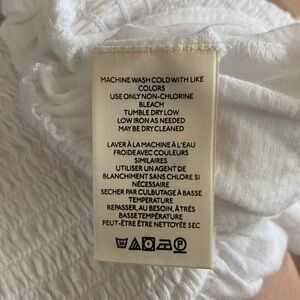 MACHINE WASH COLD WITH LIKE
COLORS
USE ONLY NON-CHLORINE
BLEACH
TUMBLE DRY LOW
LOW IRON AS NEEDED
MAY BE DRY CLEANED
LAVER À LA MACHINE À L'EAU
FROIDE AVEC COULEURS
SIMILAIRES
UTILISER UN AGENT DE
BLANCHIMENT SANS CHLORE SI
NÉCESSAIRE
SECHER PAR CULBUTAGE À BASSE
TEMPERATURE
REPASSER, AU BESOIN, À TRÉS
BASSE TEMPÉRATURE
PEUT-ÊTRE ÊTRE NETTOYÉE SEC